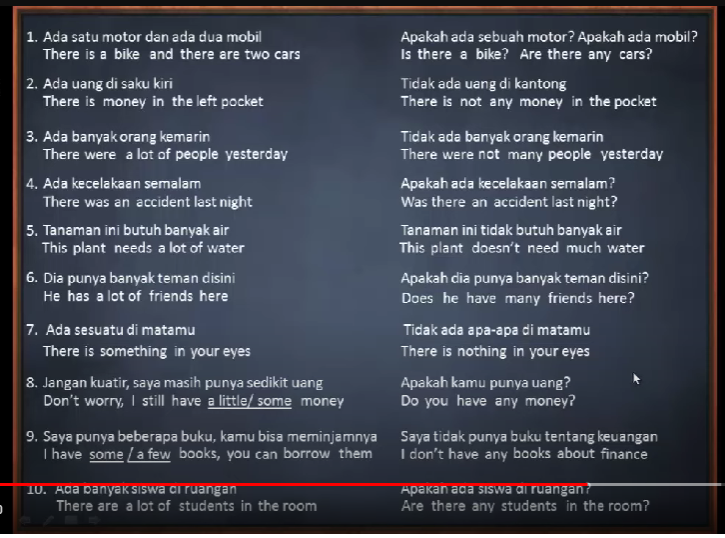 1. Ada satu motor dan ada dua mobil
There is a bike and there are two cars
Apakah ada sebuah motor? Apakah ada mobil?
Is there a bike? Are there any cars?
2. Ada uang di saku kiri
There is money in the left pocket
Tidak ada uang di kantong
There is not any money in the pocket
3. Ada banyak orang kemarin
There were a lot of people yesterday
Tidak ada banyak orang kemarin
There were not many people yesterday
4. Ada kecelakaan semalam
There was an accident last night
Apakah ada kecelakaan semalam?
Was there an accident last night?
5. Tanaman ini butuh banyak air
This plant needs a lot of water
Tanaman ini tidak butuh banyak air
This plant doesn't need much water
6. Dia punya banyak teman disini
He has a lot of friends here
Apakah dia punya banyak teman disini?
Does he have many friends here?
7. Ada sesuatu di matamu
There is something in your eyes
Tidak ada apa-apa di matamu
There is nothing in your eyes
8. Jangan kuatir, saya masih punya sedikit uang
Don't worry, I still have a little/ some money
Apakah kamu punya uang?
Do you have any money?
9. Saya punya beberapa buku, kamu bisa meminjamnya
I have some / a few books, you can borrow them
Saya tidak punya buku tentang keuangan
I don't have any books about finance
10. Ada banyak siswa di ruangan
There are a lot of students in the room
Apakah ada siswa di ruangan?
Are there any students in the room?